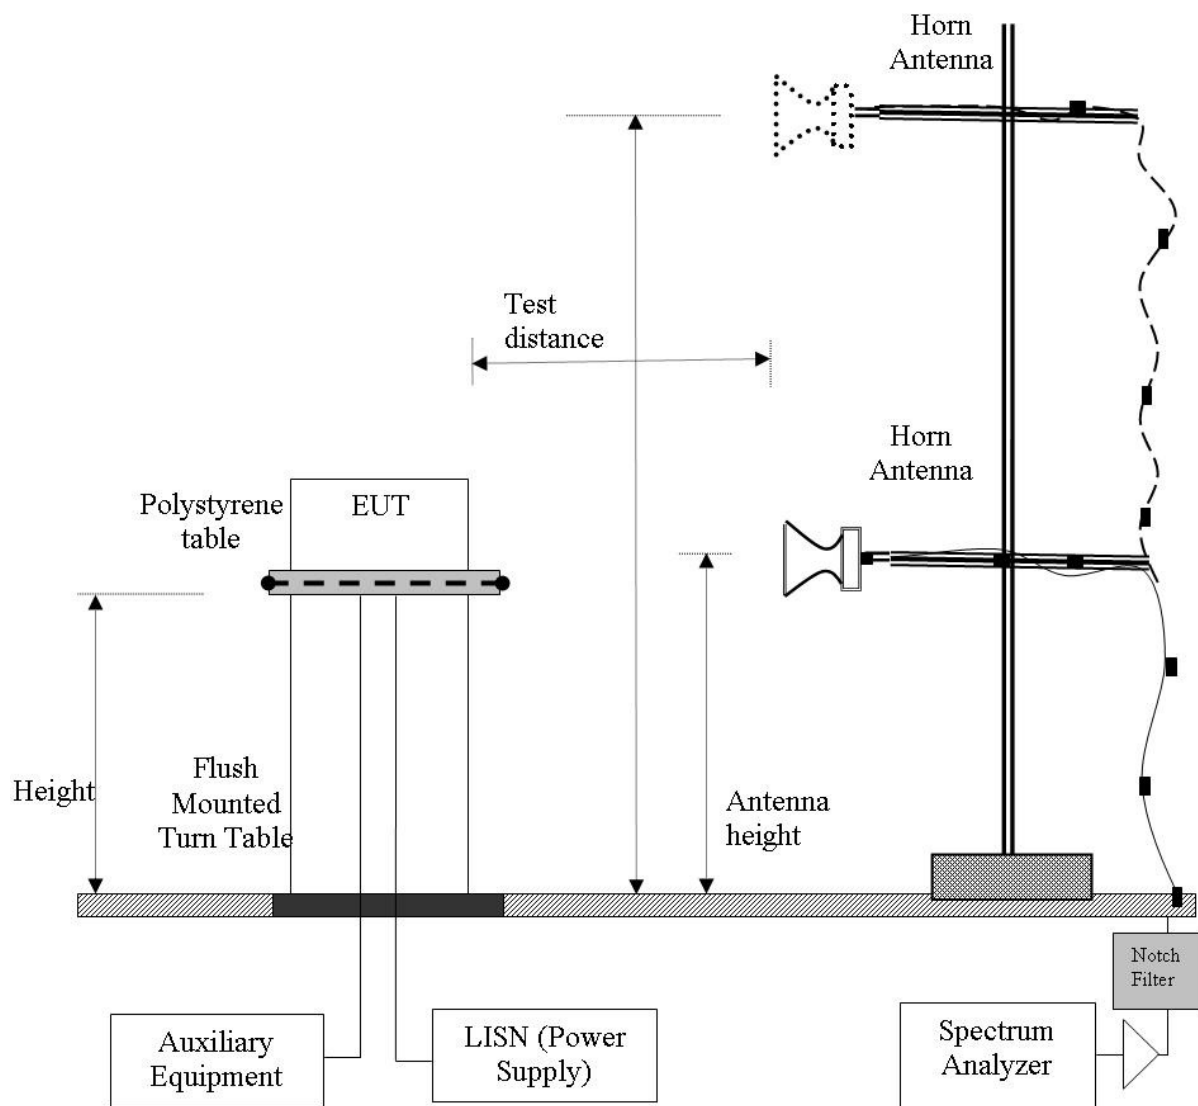 Horn
Antenna
Test
distance
Horn
Antenna
Polystyrene
table
EUT
Height
Flush
Mounted
Turn Table
Antenna
height
Notch
Filter
Auxiliary
Equipment
LISN (Power
Supply)
Spectrum
Analyzer